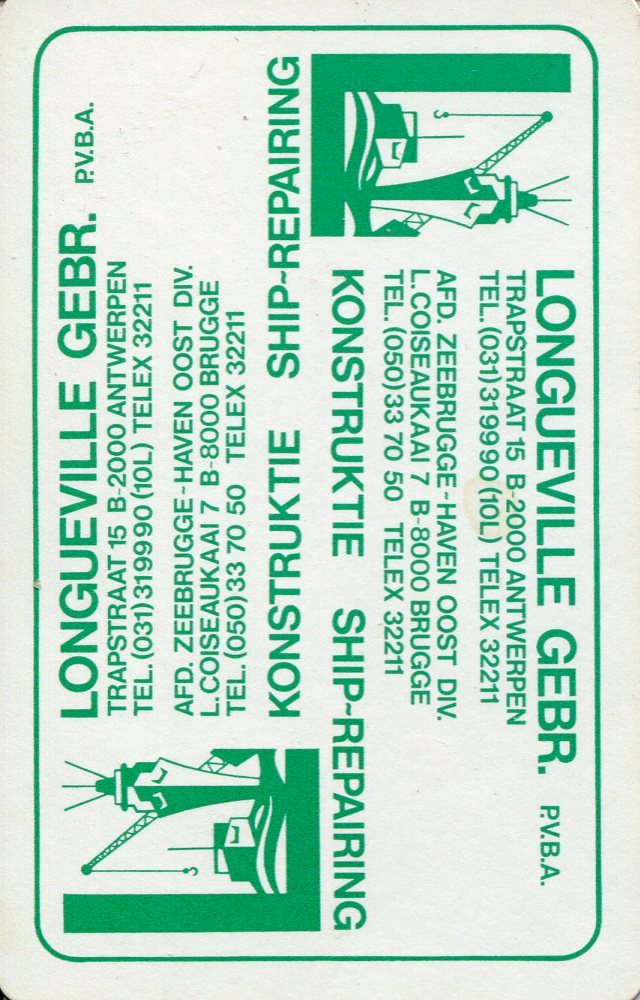 LONGUEVILLE GEBR. P.V.B.A.
TRAPSTRAAT 15 B-2000 ANTWERPEN
TEL. (031) 319990 (10L) TELEX 32211
AFD. ZEEBRUGGE-HAVEN OOST DIV.
L. COISEAUKAAI 7 B-8000 BRUGGE
TEL. (050) 33 70 50 TELEX 32211
KONSTRUKTIE SHIP-REPAIRING
LONGUEVILLE GEBR. P.V.B.A.
TRAPSTRAAT 15 B-2000 ANTWERPEN
TEL. (031) 319990 (10L) TELEX 32211
AFD. ZEEBRUGGE-HAVEN OOST DIV.
L. COISEAUKAAI 7 B-8000 BRUGGE
TEL. (050) 33 70 50 TELEX 32211
KONSTRUKTIE SHIP-REPAIRING